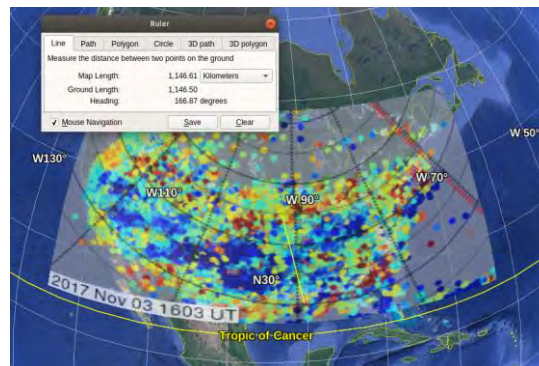 Ruler
Line Path Polygon Circle 3D path 3D polygon
Measure the distance between two points on the ground
Map Length: 1,146.61 Kilometers
Ground Length: 1,146.50
Heading: 166.87 degrees
Mouse Navigation Save Clear
W 50°
W130°
W 70°
W110°
W 90°
N30°
2017 Nov 03 1603 UT
Tropic of Cancer